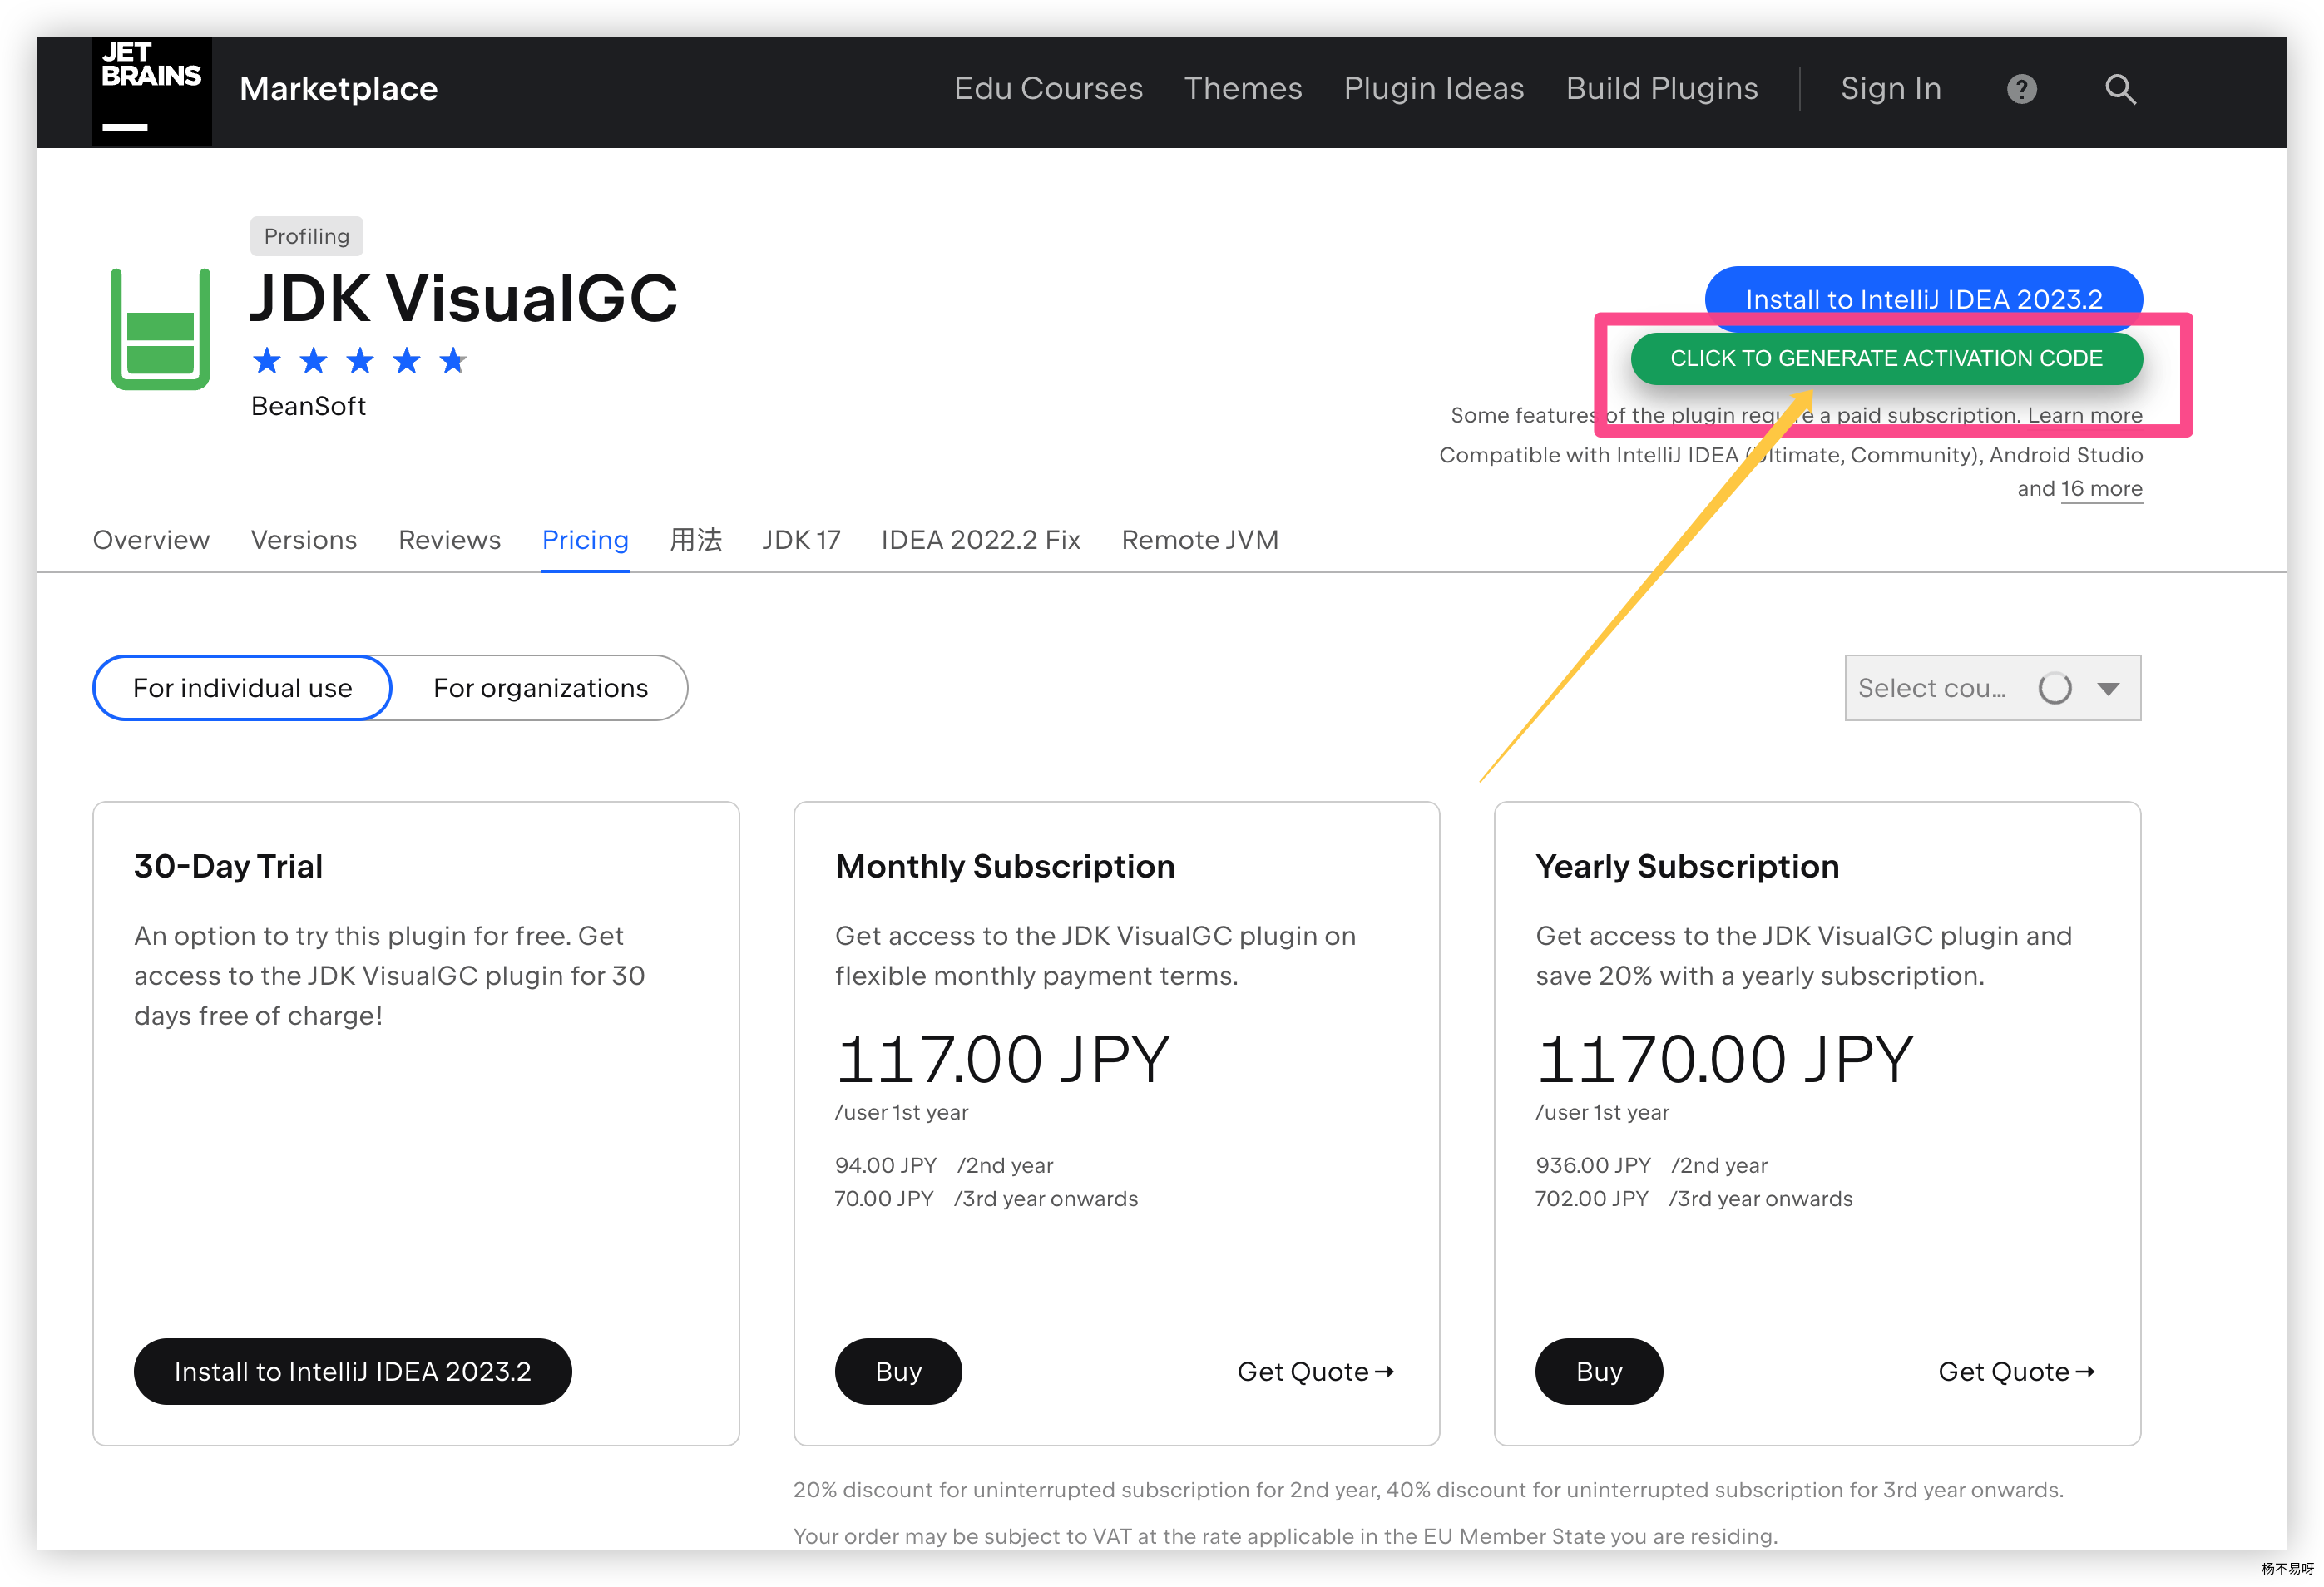 JET
BRAINS
Marketplace
Edu Courses
Themes
Plugin Ideas
Build Plugins
Sign In
?
Profiling
JDK VisualGC
BeanSoft
Install to IntelliJ IDEA 2023.2
CLICK TO GENERATE ACTIVATION CODE
Some features of the plugin require a paid subscription. Learn more
Compatible with IntelliJ IDEA (Ultimate, Community), Android Studio
and 16 more
Overview
Versions
Reviews
Pricing
用法
JDK 17
IDEA 2022.2 Fix
Remote JVM
For individual use
For organizations
Select cou...
30-Day Trial
An option to try this plugin for free. Get
access to the JDK VisualGC plugin for 30
days free of charge!
Install to IntelliJ IDEA 2023.2
Monthly Subscription
Get access to the JDK VisualGC plugin on
flexible monthly payment terms.
117.00 JPY
/user 1st year
94.00 JPY /2nd year
70.00 JPY /3rd year onwards
Buy
Get Quote→
Yearly Subscription
Get access to the JDK VisualGC plugin and
save 20% with a yearly subscription.
1170.00 JPY
/user 1st year
936.00 JPY /2nd year
702.00 JPY /3rd year onwards
Buy
Get Quote→
20% discount for uninterrupted subscription for 2nd year, 40% discount for uninterrupted subscription for 3rd year onwards.
Your order may be subject to VAT at the rate applicable in the EU Member State you are residing.
杨不易呀